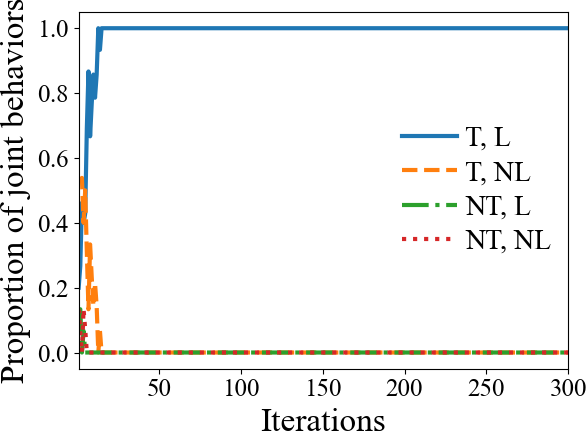 Proportion of joint behaviors
1.0
0.8
0.6
0.4
0.2
0.0
T, L
T, NL
NT, L
NT, NL
50
100
150
200
250
300
Iterations